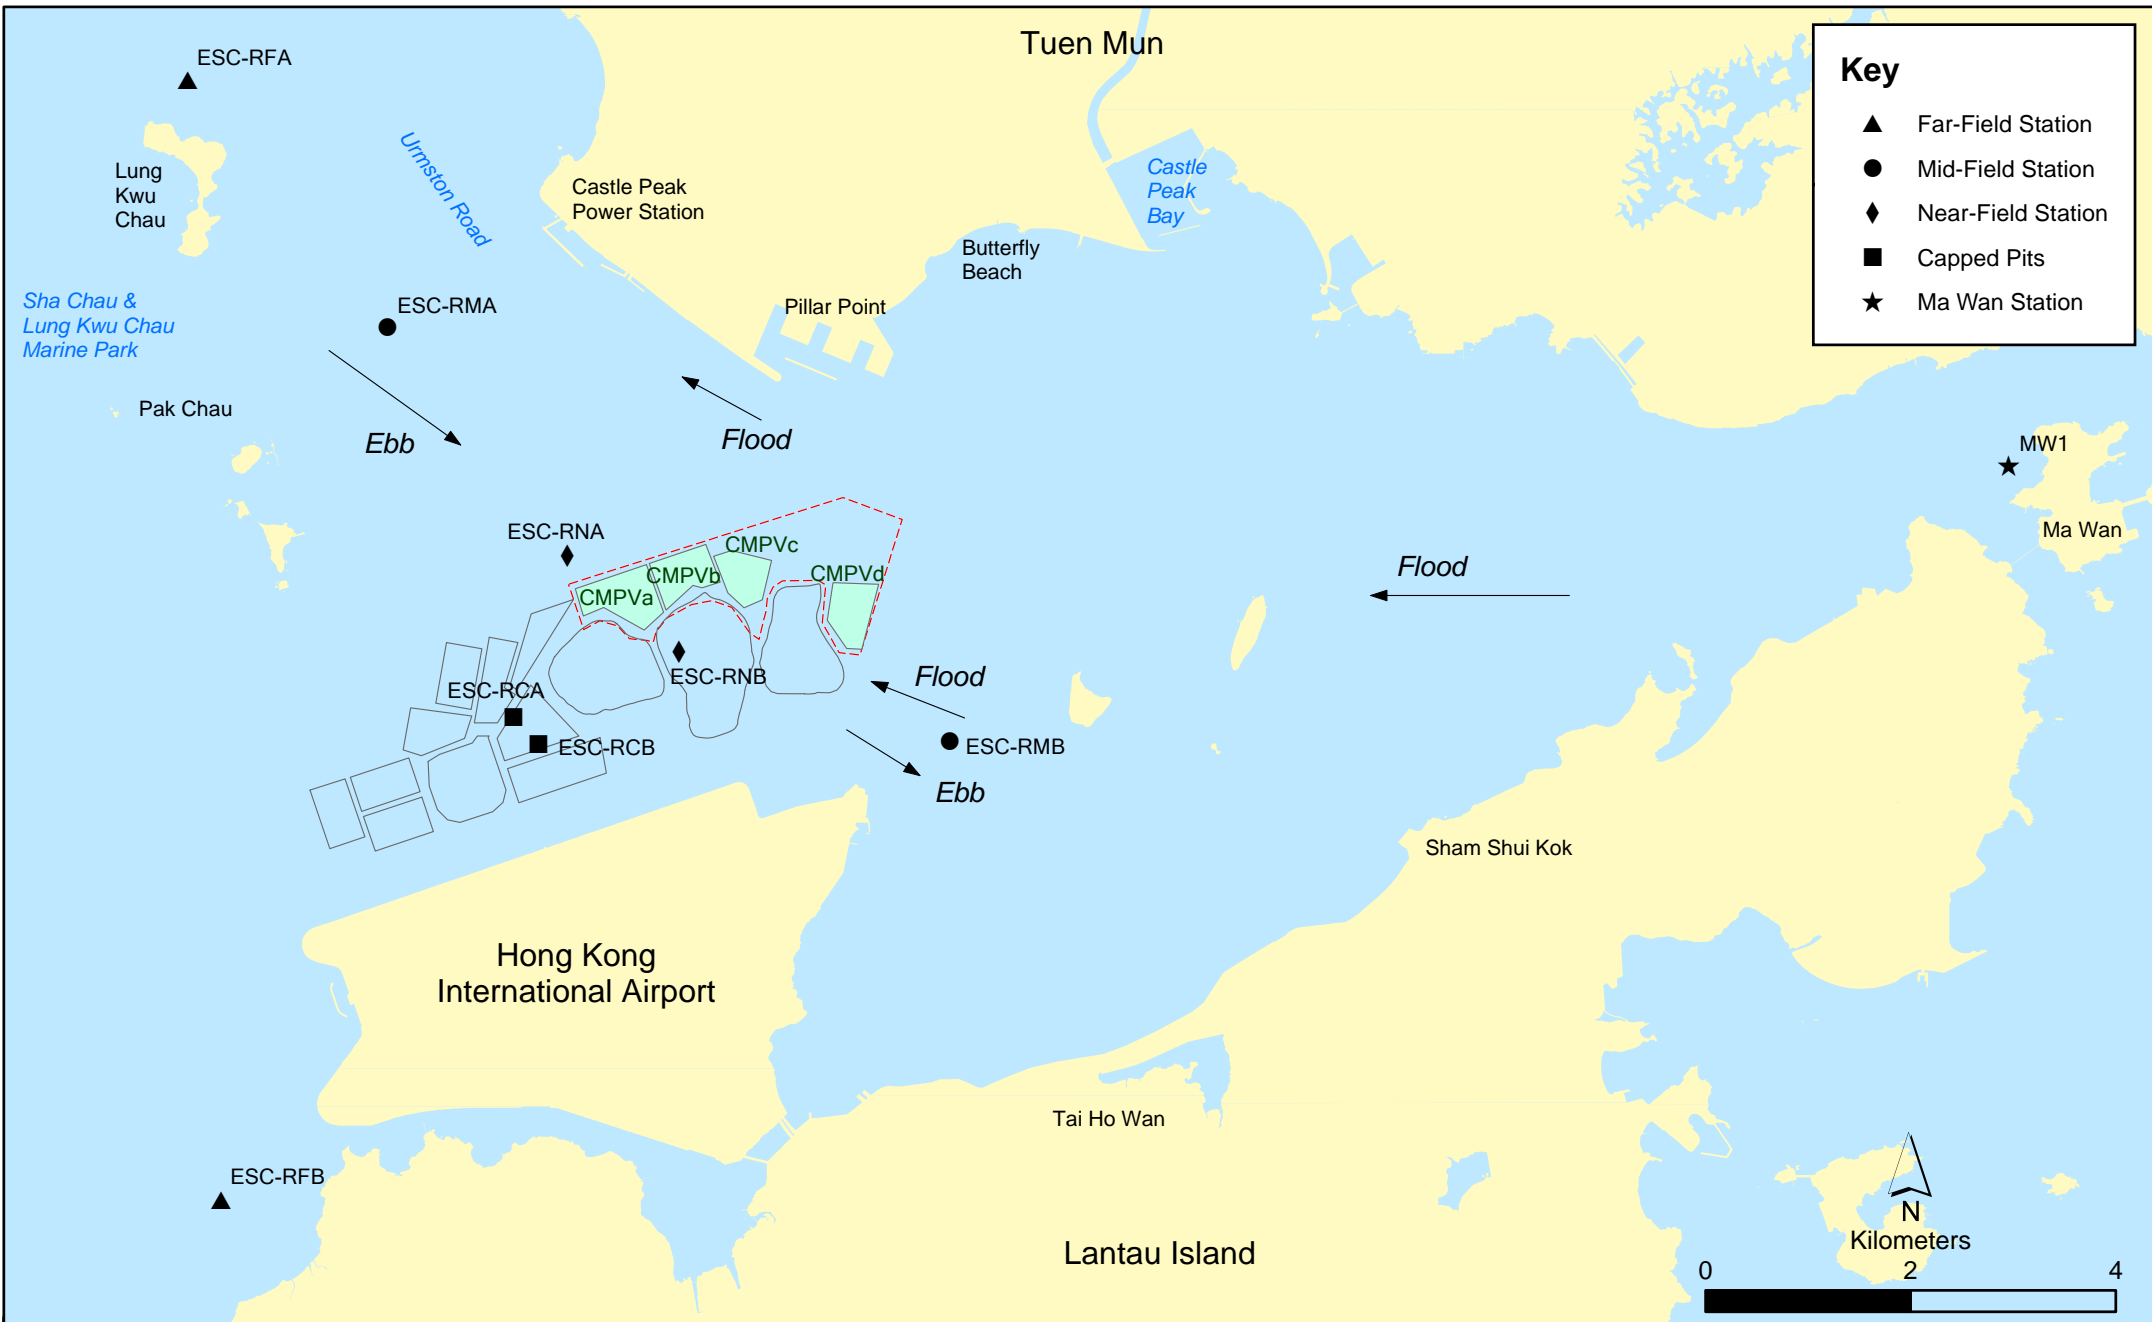 Tuen Mun
Key
Far-Field Station
Mid-Field Station
Near-Field Station
Capped Pits
Ma Wan Station
ESC-RFA
Lung
Kwu
Chau
Urmston Road
Castle Peak
Power Station
Castle
Peak
Bay
Butterfly
Beach
Sha Chau &
Lung Kwu Chau
Marine Park
ESC-RMA
Pillar Point
Pak Chau
Ebb
Flood
MW1
Ma Wan
ESC-RNA
CMPVc
CMPVb
CMPVd
CMPVa
Flood
ESC-RNB
Flood
ESC-RCA
ESC-RCB
ESC-RMB
Ebb
Sham Shui Kok
Hong Kong
International Airport
Tai Ho Wan
ESC-RFB
Lantau Island
N
Kilometers
0 2 4